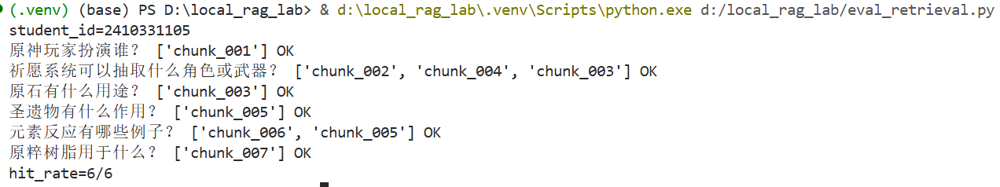 (.venv) (base) PS D:\local_rag_lab> & d:\local_rag_lab\.venv\Scripts\python.exe d:/local_rag_lab/eval_retrieval.py
student_id=2410331105
原神玩家扮演谁？ ['chunk_001'] OK
祈愿系统可以抽取什么角色或武器？ ['chunk_002', 'chunk_004', 'chunk_003'] OK
原石有什么用途？ ['chunk_003'] OK
圣遗物有什么作用？ ['chunk_005'] OK
元素反应有哪些例子？ ['chunk_006', 'chunk_005'] OK
原粹树脂用于什么？ ['chunk_007'] OK
hit_rate=6/6